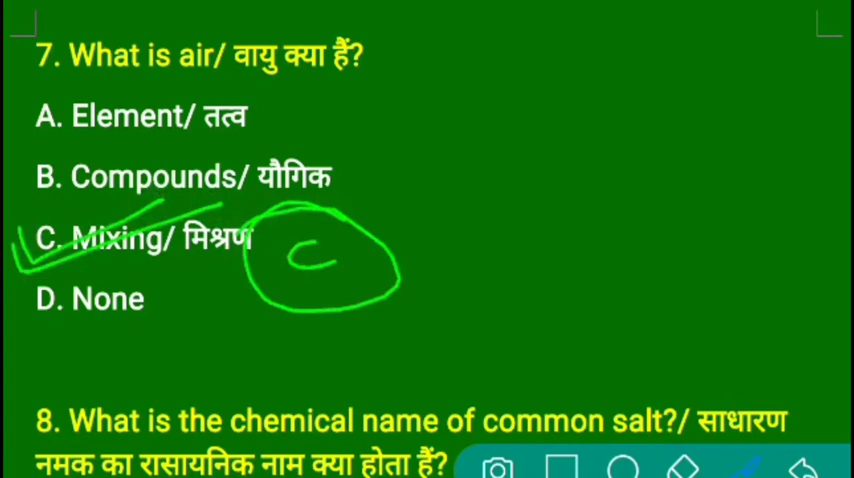 7. What is air/ वायु क्या हैं?
A. Element/ तत्व
B. Compounds/ यौगिक
C. Mixing/ मिश्रण
C
D. None
8. What is the chemical name of common salt?/ साधारण
नमक का रासायनिक नाम क्या होता हैं?